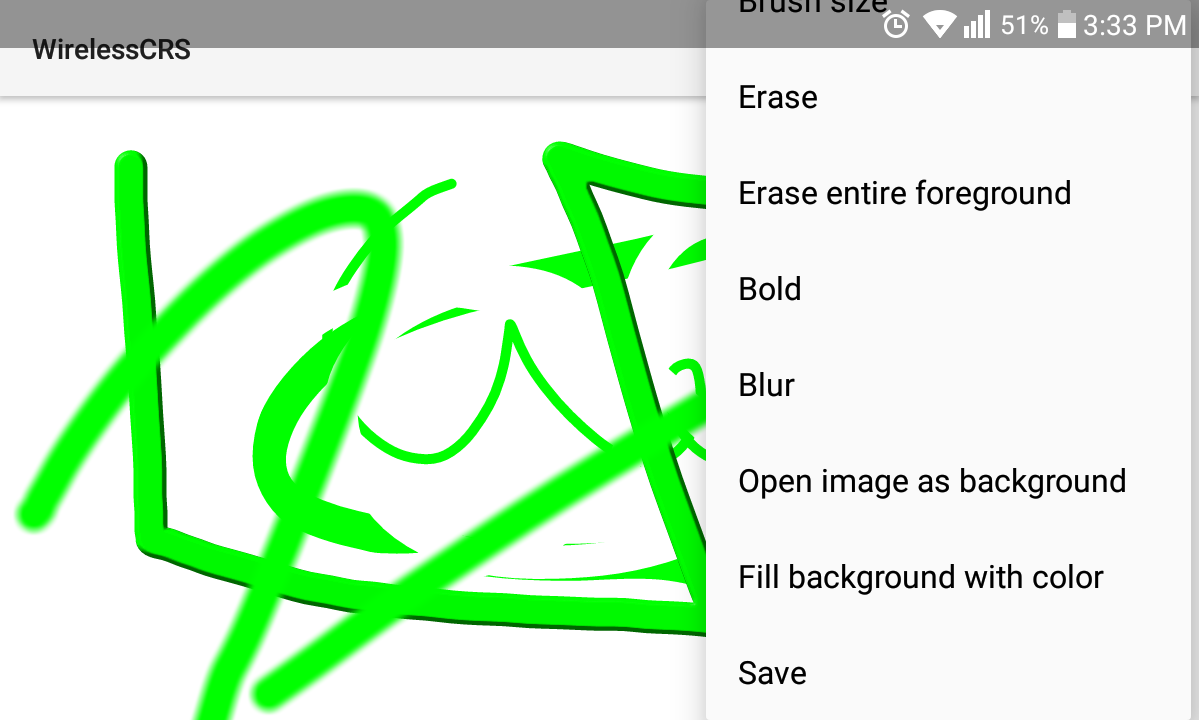 Brush size
51% 3:33 PM
WirelessCRS
Erase
Erase entire foreground
Bold
Blur
Open image as background
Fill background with color
Save